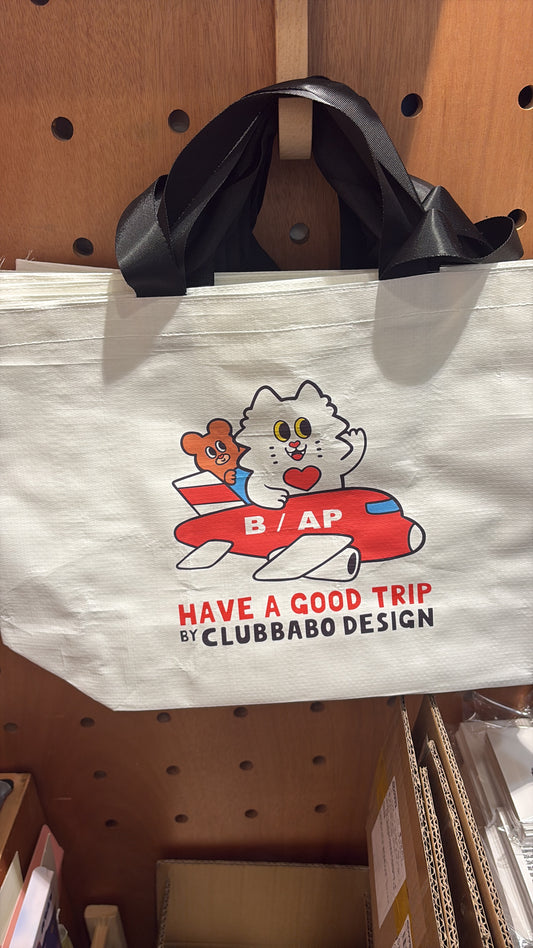 B / AP
HAVE A GOOD TRIP
BY CLUBBABO DESIGN